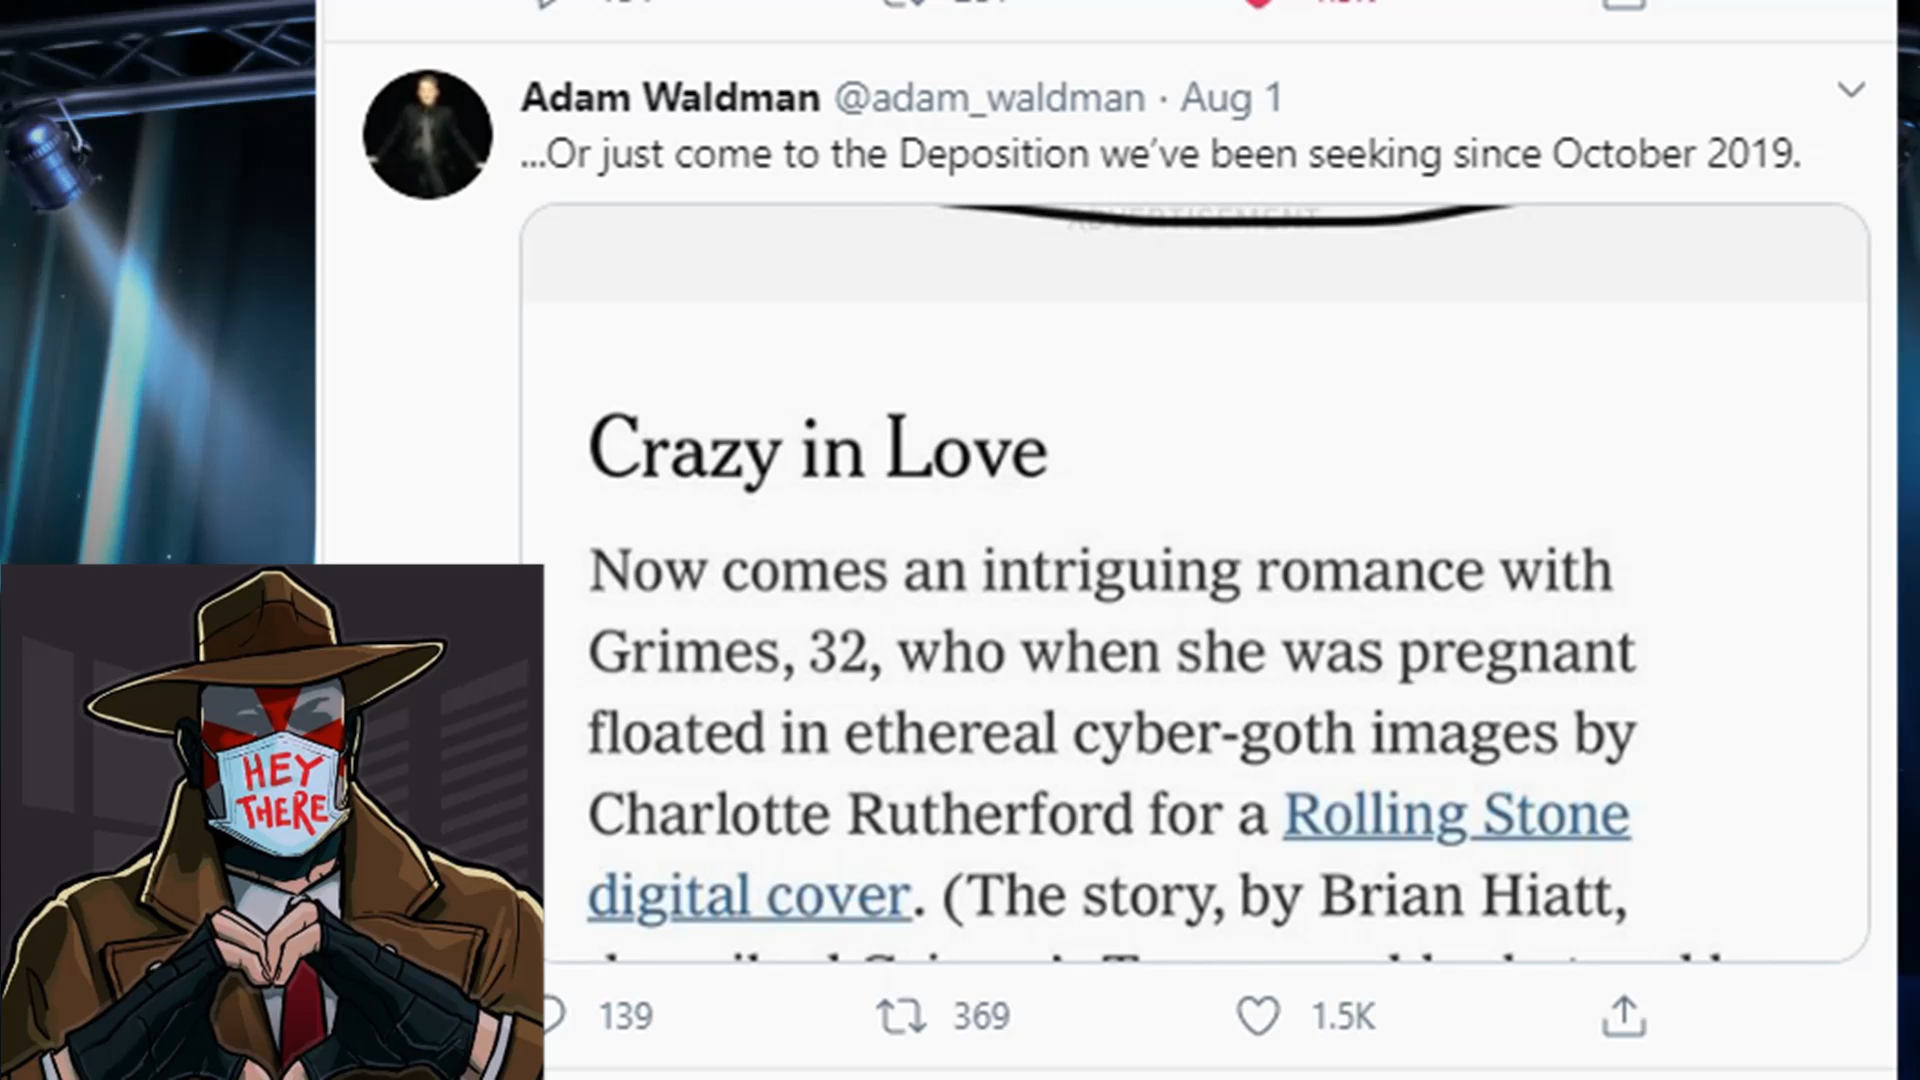 Adam Waldman @adam_waldman · Aug 1
...Or just come to the Deposition we've been seeking since October 2019.
ADVERTISEMENT
Crazy in Love
Now comes an intriguing romance with
Grimes, 32, who when she was pregnant
floated in ethereal cyber-goth images by
Charlotte Rutherford for a Rolling Stone
digital cover. (The story, by Brian Hiatt,
139 369 1.5K
HEY
THERE